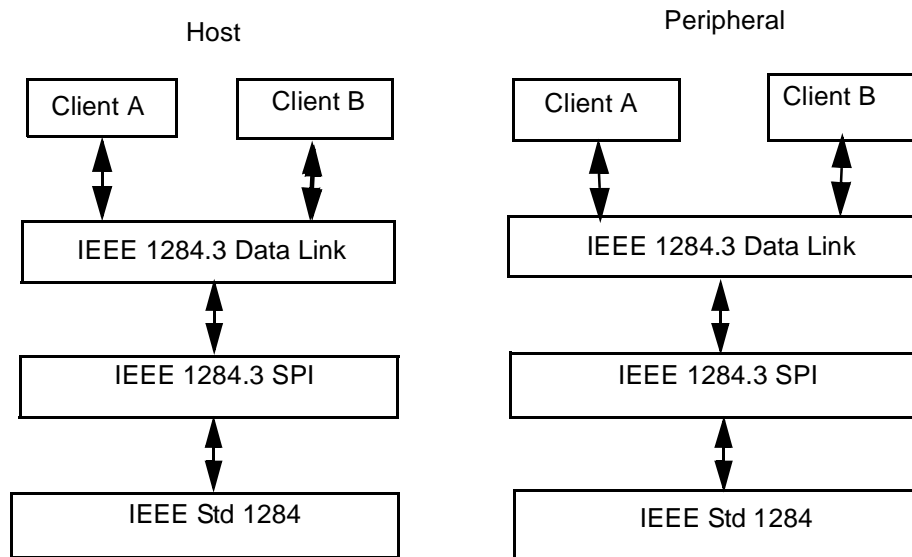 Host
Client A
Client B
IEEE 1284.3 Data Link
IEEE 1284.3 SPI
IEEE Std 1284
Peripheral
Client A
Client B
IEEE 1284.3 Data Link
IEEE 1284.3 SPI
IEEE Std 1284